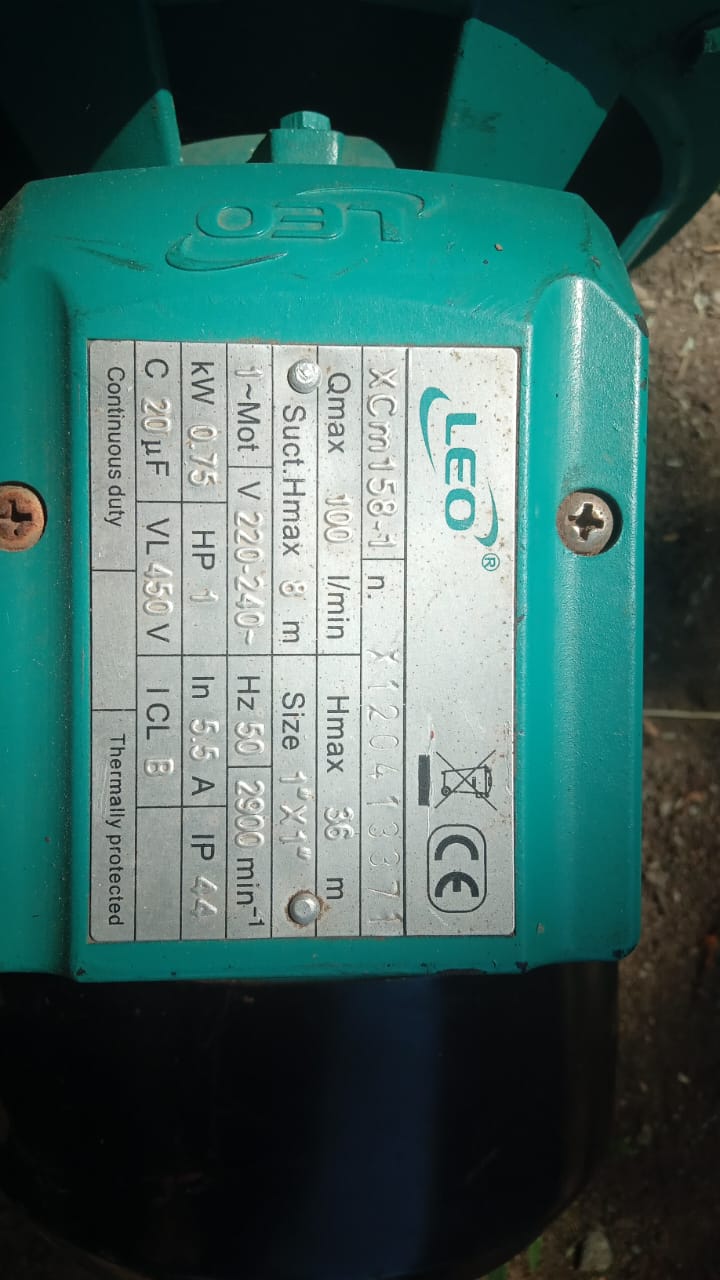 LEO
LEO®
CE
XCm158-1 n. X120413371
Qmax 100 l/min Hmax 36 m
Suct.Hmax 8 m Size 1"X1"
1~Mot V 220-240~ Hz 50 2900 min⁻¹
kW 0.75 HP 1 In 5.5 A IP 44
C 20 µF VL 450 V ICL B
Continuous duty Thermally protected